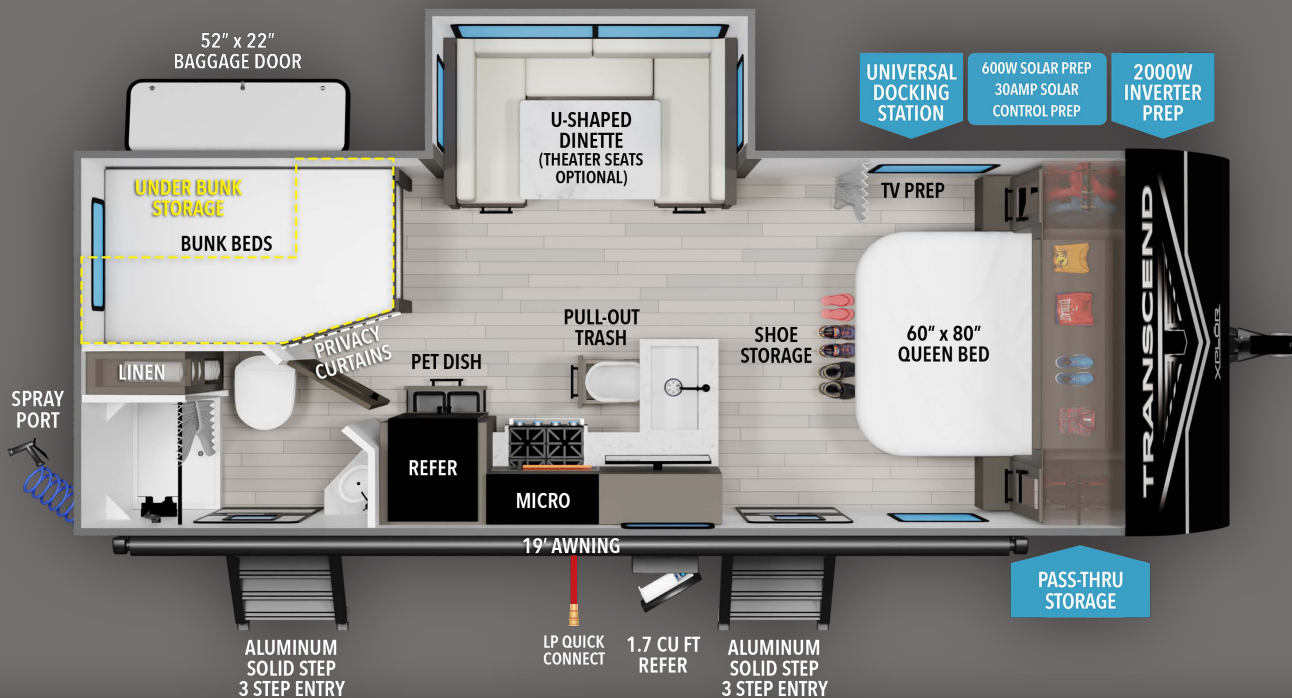 52" x 22"
BAGGAGE DOOR
UNIVERSAL
DOCKING
STATION
600W SOLAR PREP
30AMP SOLAR
CONTROL PREP
2000W
INVERTER
PREP
U-SHAPED
DINETTE
(THEATER SEATS
OPTIONAL)
UNDER BUNK
STORAGE
BUNK BEDS
TV PREP
TRANSCEND
XPLOR
PULL-OUT
TRASH
SHOE
STORAGE
60" x 80"
QUEEN BED
PRIVACY
CURTAINS
PET DISH
LINEN
SPRAY
PORT
REFER
MICRO
19' AWNING
PASS-THRU
STORAGE
ALUMINUM
SOLID STEP
3 STEP ENTRY
LP QUICK
CONNECT
1.7 CU FT
REFER
ALUMINUM
SOLID STEP
3 STEP ENTRY